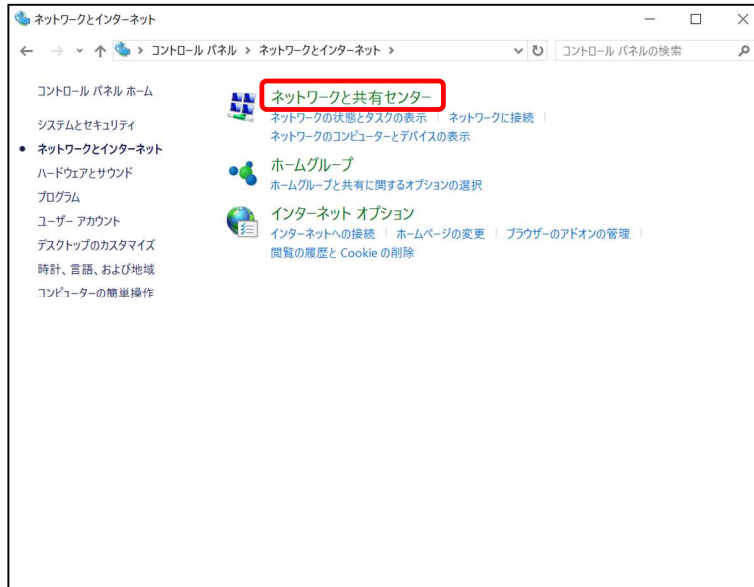 ネットワークとインターネット
コントロール パネル > ネットワークとインターネット >
コントロール パネルの検索
コントロール パネル ホーム
システムとセキュリティ
ネットワークとインターネット
ハードウェアとサウンド
プログラム
ユーザー アカウント
デスクトップのカスタマイズ
時計、言語、および地域
コンピューターの簡単操作
ネットワークと共有センター
ネットワークの状態とタスクの表示 | ネットワークに接続 |
ネットワークのコンピューターとデバイスの表示
ホームグループ
ホームグループと共有に関するオプションの選択
インターネット オプション
インターネットへの接続 | ホームページの変更 | ブラウザーのアドオンの管理 |
閲覧の履歴と Cookie の削除